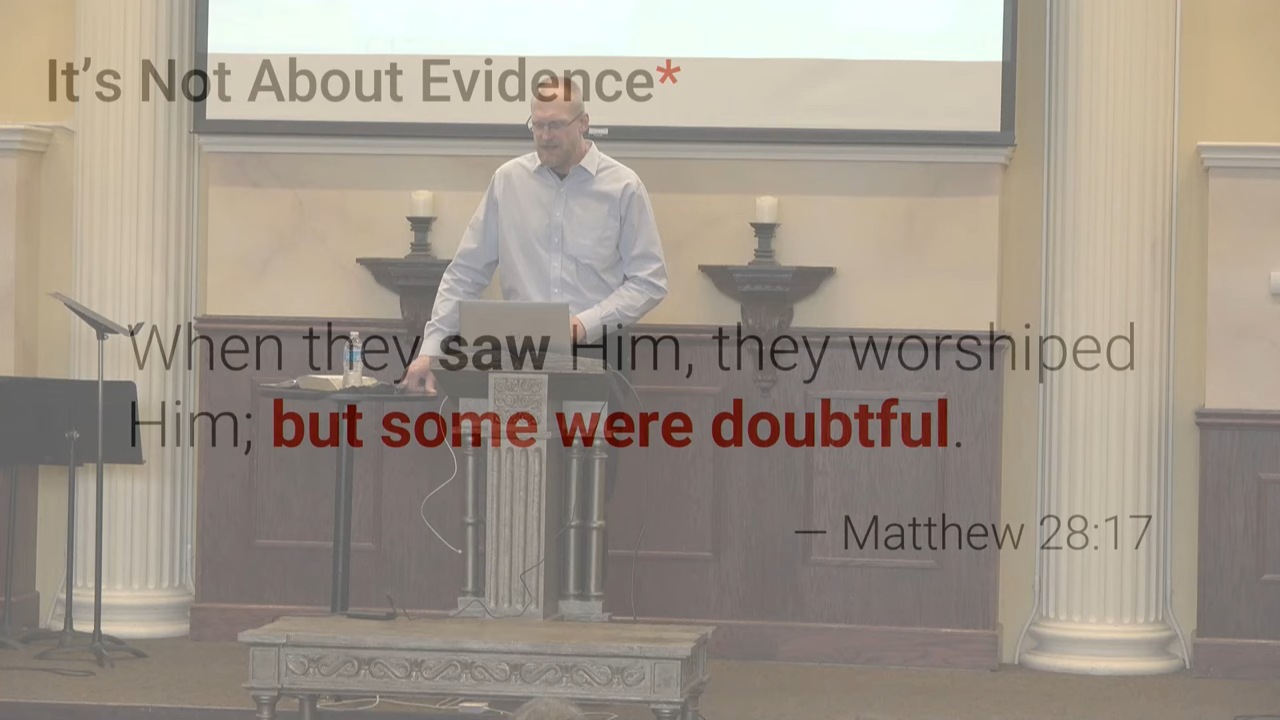 It’s Not About Evidence*
“When they saw Him, they worshiped
Him; but some were doubtful.
— Matthew 28:17